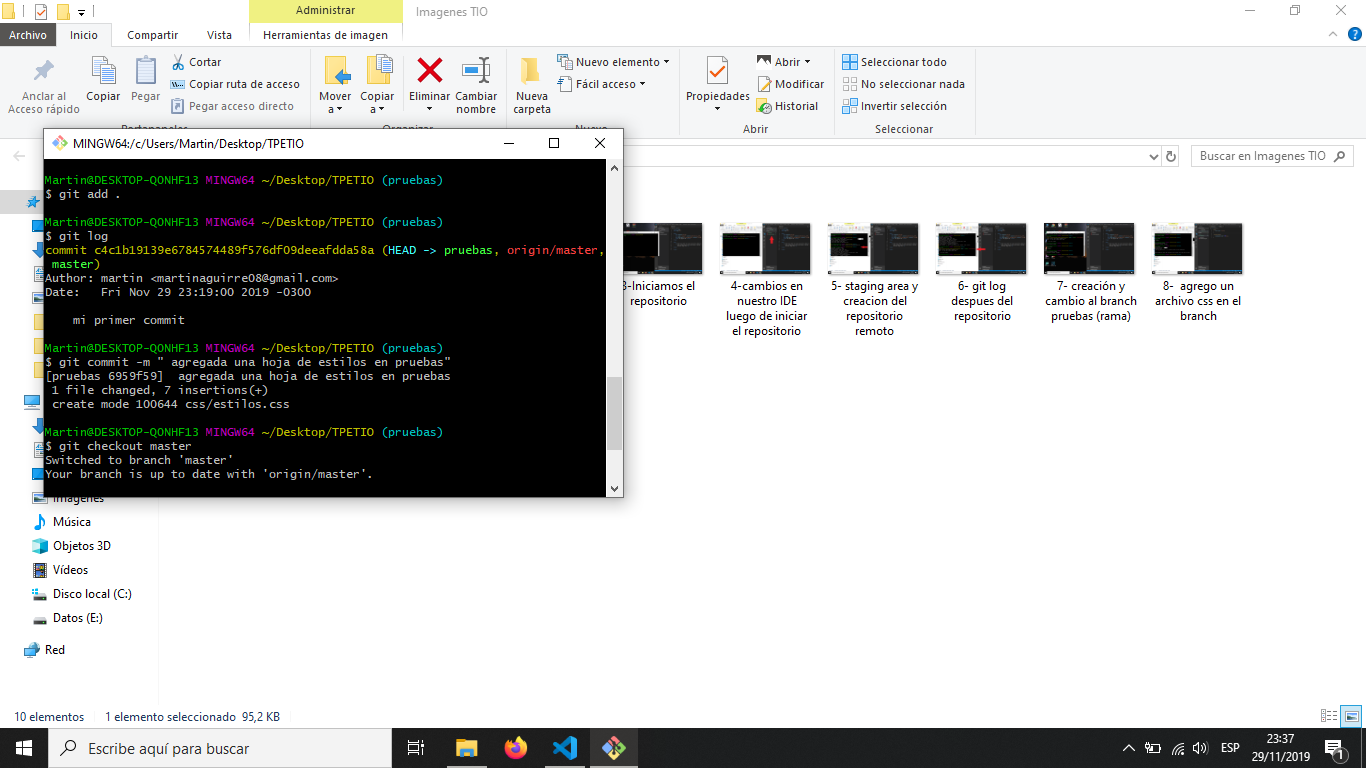 Administrar
Imagenes TIO
Archivo
Inicio
Compartir
Vista
Herramientas de imagen
Anclar al
Acceso rápido
Copiar
Pegar
Cortar
Copiar ruta de acceso
Pegar acceso directo
Mover
a
Copiar
a
Eliminar
Cambiar
nombre
Nueva
carpeta
Nuevo elemento
Fácil acceso
Propiedades
Abrir
Modificar
Historial
Seleccionar todo
No seleccionar nada
Invertir selección
Portapapeles
Organizar
Nuevo
Abrir
Seleccionar
Buscar en Imagenes TIO
MINGW64:/c/Users/Martin/Desktop/TPETIO
Martin@DESKTOP-QONHF13 MINGW64 ~/Desktop/TPETIO (pruebas)
$ git add .
Martin@DESKTOP-QONHF13 MINGW64 ~/Desktop/TPETIO (pruebas)
$ git log
commit c4c1b19139e6784574489f576df09deeafdda58a (HEAD -> pruebas, origin/master,
master)
Author: martin <martinaguirre08@gmail.com>
Date:   Fri Nov 29 23:19:00 2019 -0300
mi primer commit
Martin@DESKTOP-QONHF13 MINGW64 ~/Desktop/TPETIO (pruebas)
$ git commit -m " agregada una hoja de estilos en pruebas"
[pruebas 6959f59]  agregada una hoja de estilos en pruebas
1 file changed, 7 insertions(+)
create mode 100644 css/estilos.css
Martin@DESKTOP-QONHF13 MINGW64 ~/Desktop/TPETIO (pruebas)
$ git checkout master
Switched to branch 'master'
Your branch is up to date with 'origin/master'.
3-Iniciamos el
repositorio
4-cambios en
nuestro IDE
luego de iniciar
el repositorio
5- staging area y
creacion del
repositorio
remoto
6- git log
despues del
repositorio
7- creación y
cambio al branch
pruebas (rama)
8-  agrego un
archivo css en el
branch
Imágenes
Música
Objetos 3D
Vídeos
Disco local (C:)
Datos (E:)
Red
10 elementos
1 elemento seleccionado  95,2 KB
Escribe aquí para buscar
ESP
23:37
29/11/2019
1